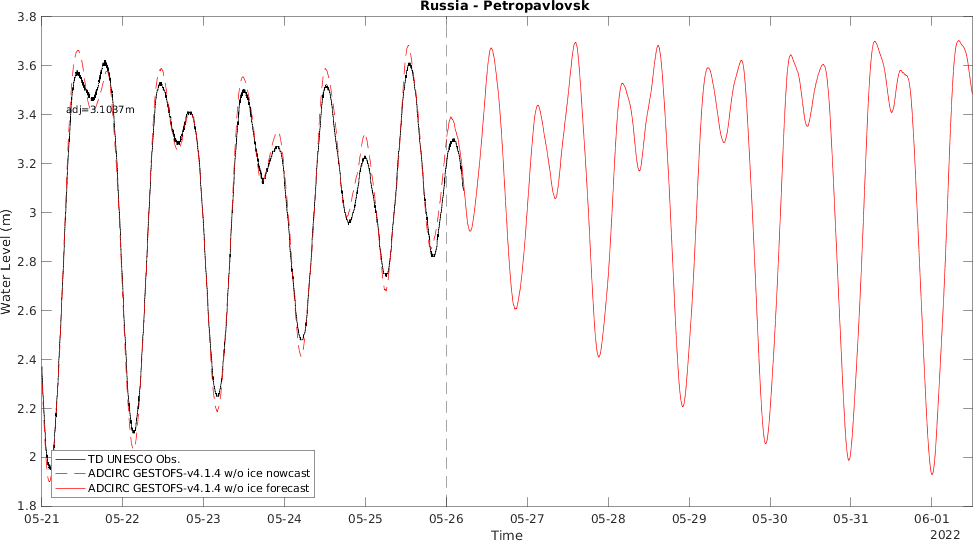 Russia - Petropavlovsk
Water Level (m)
3.8
3.6
3.4
3.2
3
2.8
2.6
2.4
2.2
2
1.8
adj=3.1037m
TD UNESCO Obs.
ADCIRC GESTOFS-v4.1.4 w/o ice nowcast
ADCIRC GESTOFS-v4.1.4 w/o ice forecast
05-21 05-22 05-23 05-24 05-25 05-26 05-27 05-28 05-29 05-30 05-31 06-01
Time
2022